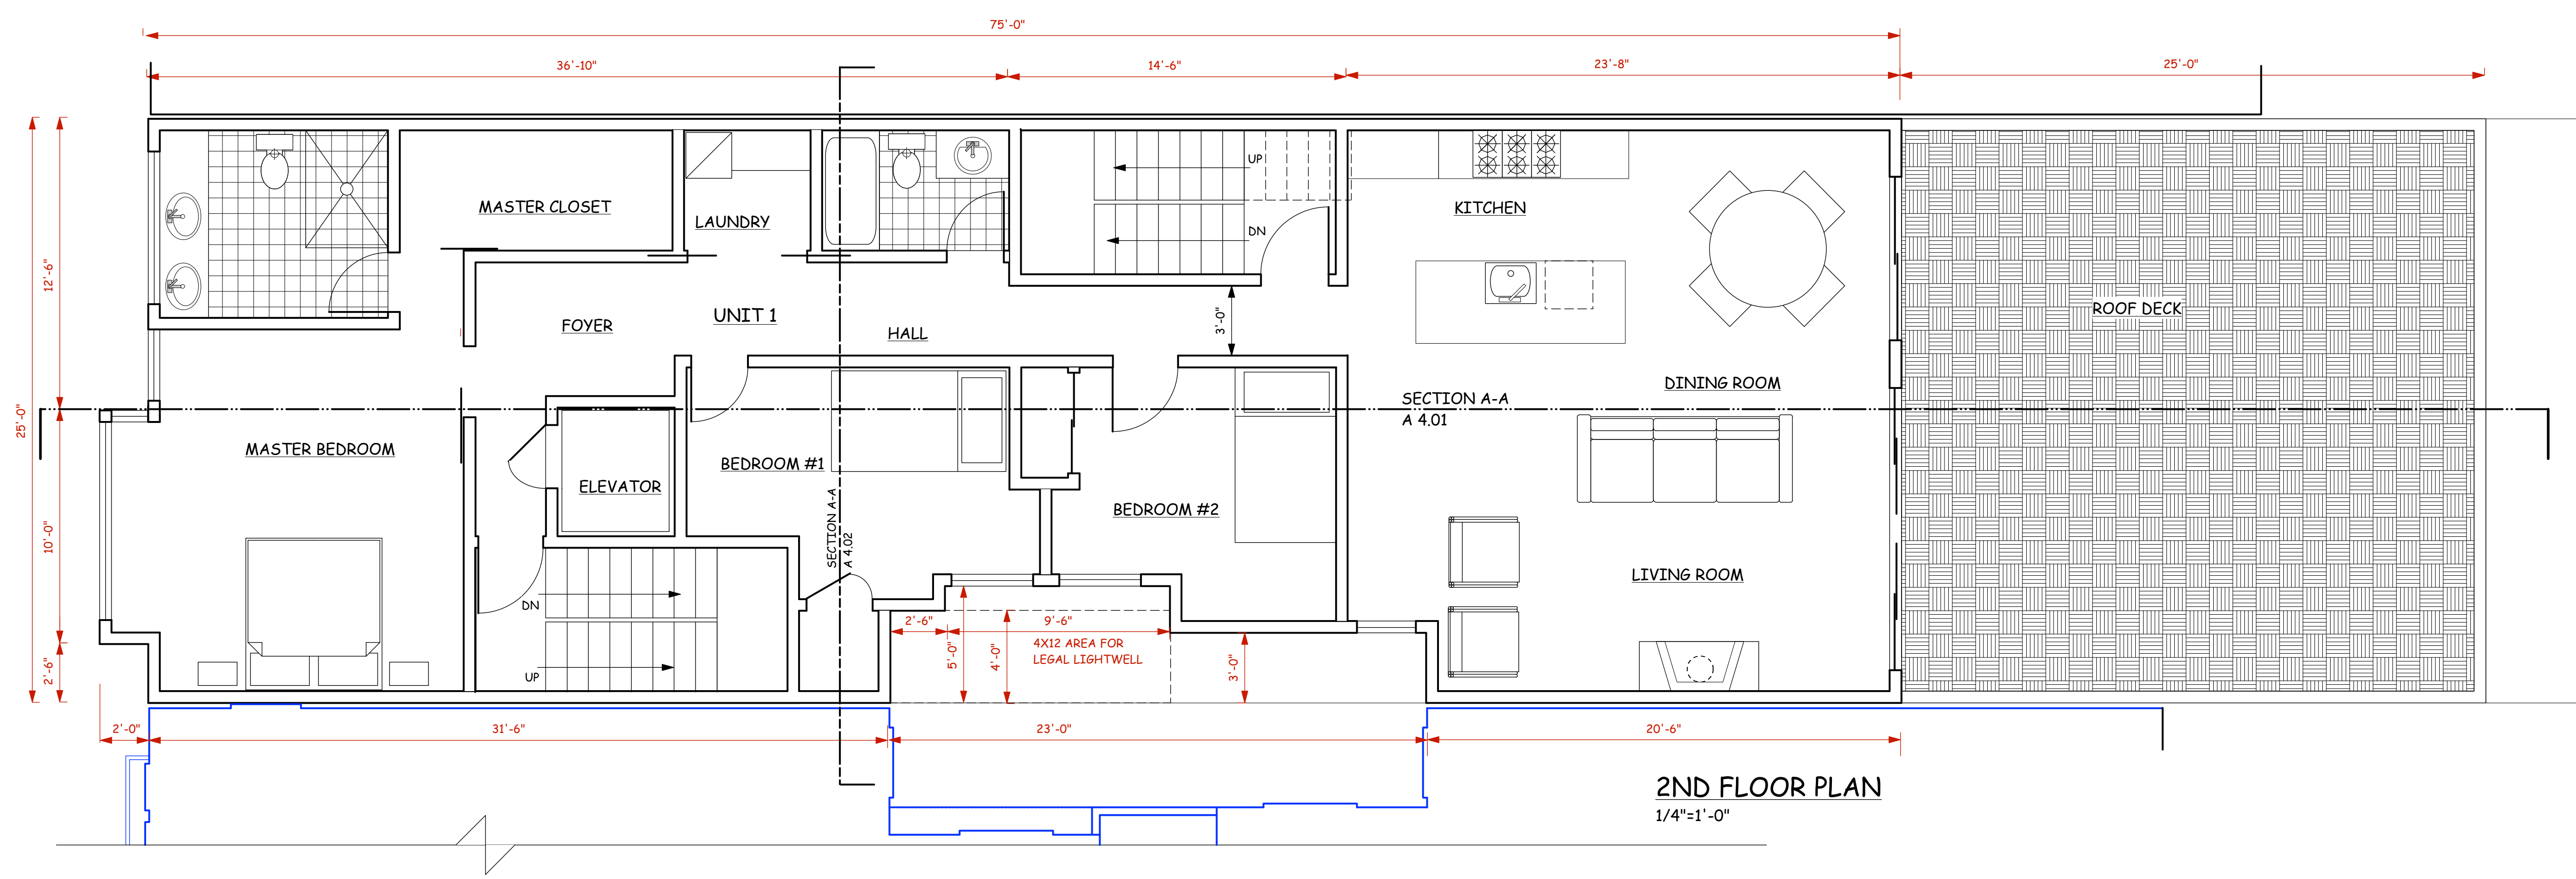 75'-0"
36'-10"
14'-6"
23'-8"
25'-0"
UP
MASTER CLOSET
LAUNDRY
KITCHEN
DN
12'-6"
ROOF DECK
UNIT 1
3'-0"
FOYER
HALL
DINING ROOM
SECTION A-A
A 4.01
25'-0"
MASTER BEDROOM
BEDROOM #1
ELEVATOR
BEDROOM #2
SECTION A-A
A 4.02
10'-0"
LIVING ROOM
DN
2'-6"
9'-6"
4X12 AREA FOR
LEGAL LIGHTWELL
5'-0"
4'-0"
3'-0"
2'-6"
UP
2'-0"
31'-6"
23'-0"
20'-6"
2ND FLOOR PLAN
1/4"=1'-0"